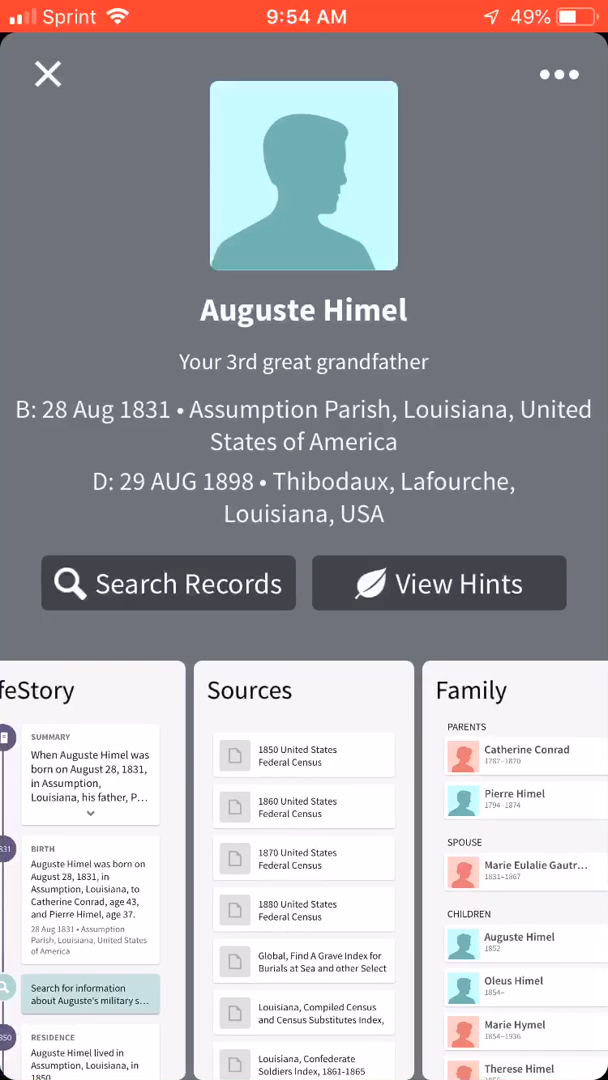 Sprint 9:54 AM 49%
Auguste Himel
Your 3rd great grandfather
B: 28 Aug 1831 • Assumption Parish, Louisiana, United
States of America
D: 29 AUG 1898 • Thibodaux, Lafourche,
Louisiana, USA
Search Records
View Hints
feStory
SUMMARY
When Auguste Himel was
born on August 28, 1831,
in Assumption,
Louisiana, his father, P...
831
BIRTH
Auguste Himel was born on
August 28, 1831, in
Assumption, Louisiana, to
Catherine Conrad, age 43,
and Pierre Himel, age 37.
28 Aug 1831 • Assumption
Parish, Louisiana, United States
of America
Search for information
about Auguste's military s...
850
RESIDENCE
Auguste Himel lived in
Assumption, Louisiana, in
1850.
Sources
1850 United States
Federal Census
1860 United States
Federal Census
1870 United States
Federal Census
1880 United States
Federal Census
Global, Find A Grave Index for
Burials at Sea and other Select
Louisiana, Compiled Census
and Census Substitutes Index,
Louisiana, Confederate
Soldiers Index, 1861-1865
Family
PARENTS
Catherine Conrad
1787–1870
Pierre Himel
1794–1874
SPOUSE
Marie Eulalie Gautr...
1831–1867
CHILDREN
Auguste Himel
1852
Oleus Himel
1854–
Marie Hymel
1854–1936
Therese Himel